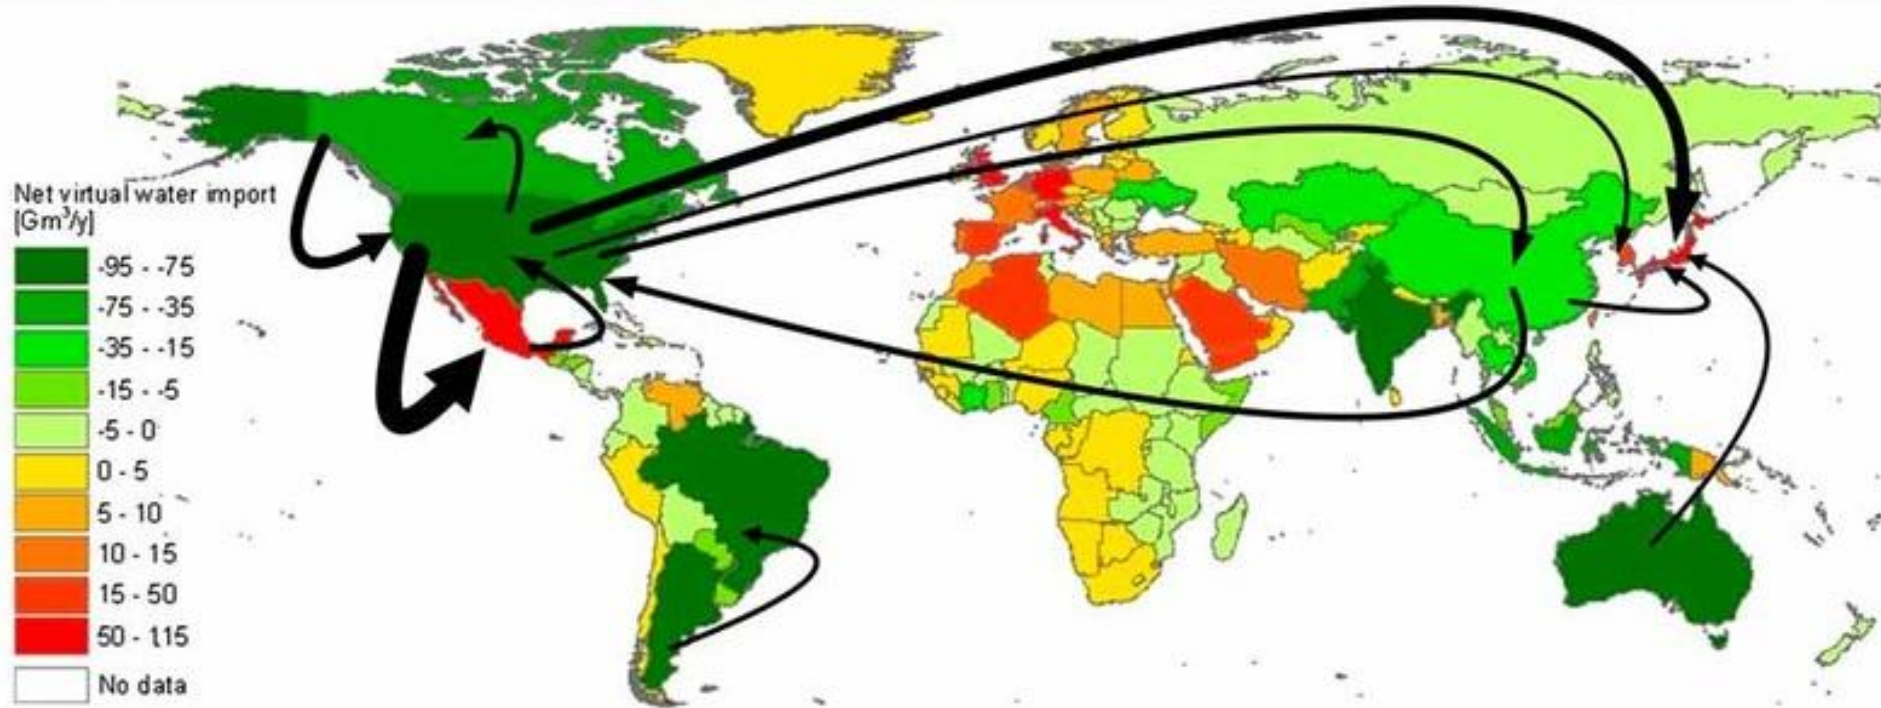 Net virtual water import
[Gm³/y]
-95 - -75
-75 - -35
-35 - -15
-15 - -5
-5 - 0
0 - 5
5 - 10
10 - 15
15 - 50
50 - 115
No data